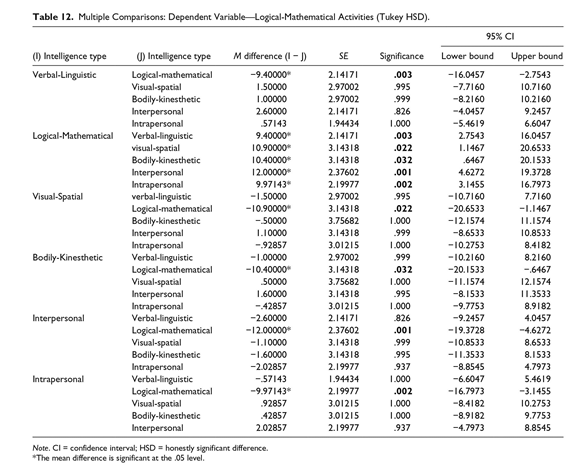 Table 12. Multiple Comparisons: Dependent Variable—Logical-Mathematical Activities (Tukey HSD).
95% CI
(I) Intelligence type (J) Intelligence type M difference (I − J) SE Significance Lower bound Upper bound
Verbal-Linguistic Logical-mathematical −9.40000* 2.14171 .003 −16.0457 −2.7543
Visual-spatial 1.50000 2.97002 .995 −7.7160 10.7160
Bodily-kinesthetic 1.00000 2.97002 .999 −8.2160 10.2160
Interpersonal 2.60000 2.14171 .826 −4.0457 9.2457
Intrapersonal .57143 1.94434 1.000 −5.4619 6.6047
Logical-Mathematical Verbal-linguistic 9.40000* 2.14171 .003 2.7543 16.0457
visual-spatial 10.90000* 3.14318 .022 1.1467 20.6533
Bodily-kinesthetic 10.40000* 3.14318 .032 .6467 20.1533
Interpersonal 12.00000* 2.37602 .001 4.6272 19.3728
Intrapersonal 9.97143* 2.19977 .002 3.1455 16.7973
Visual-Spatial verbal-linguistic −1.50000 2.97002 .995 −10.7160 7.7160
Logical-mathematical −10.90000* 3.14318 .022 −20.6533 −1.1467
Bodily-kinesthetic −.50000 3.75682 1.000 −12.1574 11.1574
Interpersonal 1.10000 3.14318 .999 −8.6533 10.8533
Intrapersonal −.92857 3.01215 1.000 −10.2753 8.4182
Bodily-Kinesthetic Verbal-linguistic −1.00000 2.97002 .999 −10.2160 8.2160
Logical-mathematical −10.40000* 3.14318 .032 −20.1533 −.6467
Visual-spatial .50000 3.75682 1.000 −11.1574 12.1574
Interpersonal 1.60000 3.14318 .995 −8.1533 11.3533
Intrapersonal −.42857 3.01215 1.000 −9.7753 8.9182
Interpersonal Verbal-linguistic −2.60000 2.14171 .826 −9.2457 4.0457
Logical-mathematical −12.00000* 2.37602 .001 −19.3728 −4.6272
Visual-spatial −1.10000 3.14318 .999 −10.8533 8.6533
Bodily-kinesthetic −1.60000 3.14318 .995 −11.3533 8.1533
Intrapersonal −2.02857 2.19977 .937 −8.8545 4.7973
Intrapersonal Verbal-linguistic −.57143 1.94434 1.000 −6.6047 5.4619
Logical-mathematical −9.97143* 2.19977 .002 −16.7973 −3.1455
Visual-spatial .92857 3.01215 1.000 −8.4182 10.2753
Bodily-kinesthetic .42857 3.01215 1.000 −8.9182 9.7753
Interpersonal 2.02857 2.19977 .937 −4.7973 8.8545
Note. CI = confidence interval; HSD = honestly significant difference.
*The mean difference is significant at the .05 level.